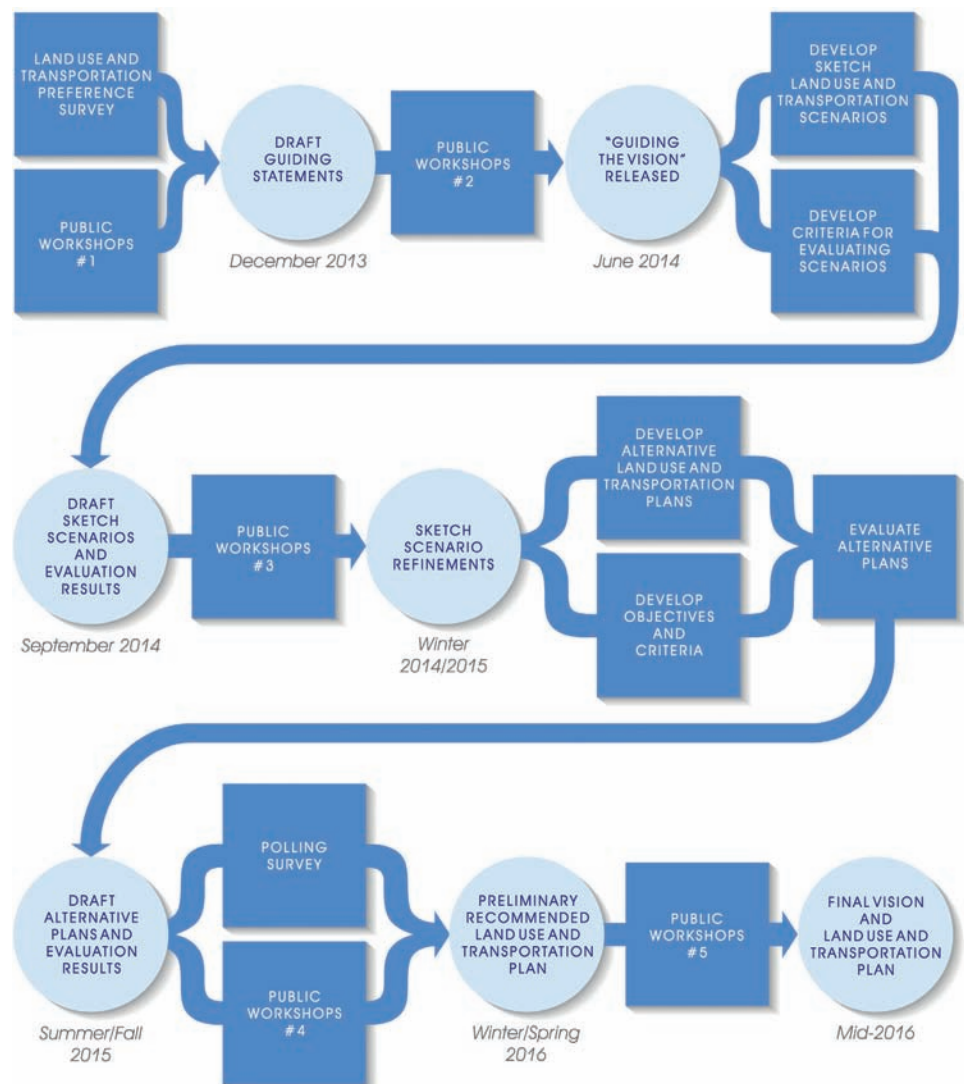 LAND USE AND
TRANSPORTATION
PREFERENCE
SURVEY
PUBLIC
WORKSHOPS
#1
DRAFT
GUIDING
STATEMENTS
December 2013
PUBLIC
WORKSHOPS
#2
"GUIDING
THE VISION"
RELEASED
June 2014
DEVELOP
SKETCH
LAND USE AND
TRANSPORTATION
SCENARIOS
DEVELOP
CRITERIA FOR
EVALUATING
SCENARIOS
DRAFT
SKETCH
SCENARIOS
AND
EVALUATION
RESULTS
September 2014
PUBLIC
WORKSHOPS
#3
SKETCH
SCENARIO
REFINEMENTS
Winter
2014/2015
DEVELOP
ALTERNATIVE
LAND USE AND
TRANSPORTATION
PLANS
DEVELOP
OBJECTIVES
AND
CRITERIA
EVALUATE
ALTERNATIVE
PLANS
DRAFT
ALTERNATIVE
PLANS AND
EVALUATION
RESULTS
Summer/Fall
2015
POLLING
SURVEY
PUBLIC
WORKSHOPS
#4
PRELIMINARY
RECOMMENDED
LAND USE AND
TRANSPORTATION
PLAN
Winter/Spring
2016
PUBLIC
WORKSHOPS
#5
FINAL VISION
AND
LAND USE AND
TRANSPORTATION
PLAN
Mid-2016